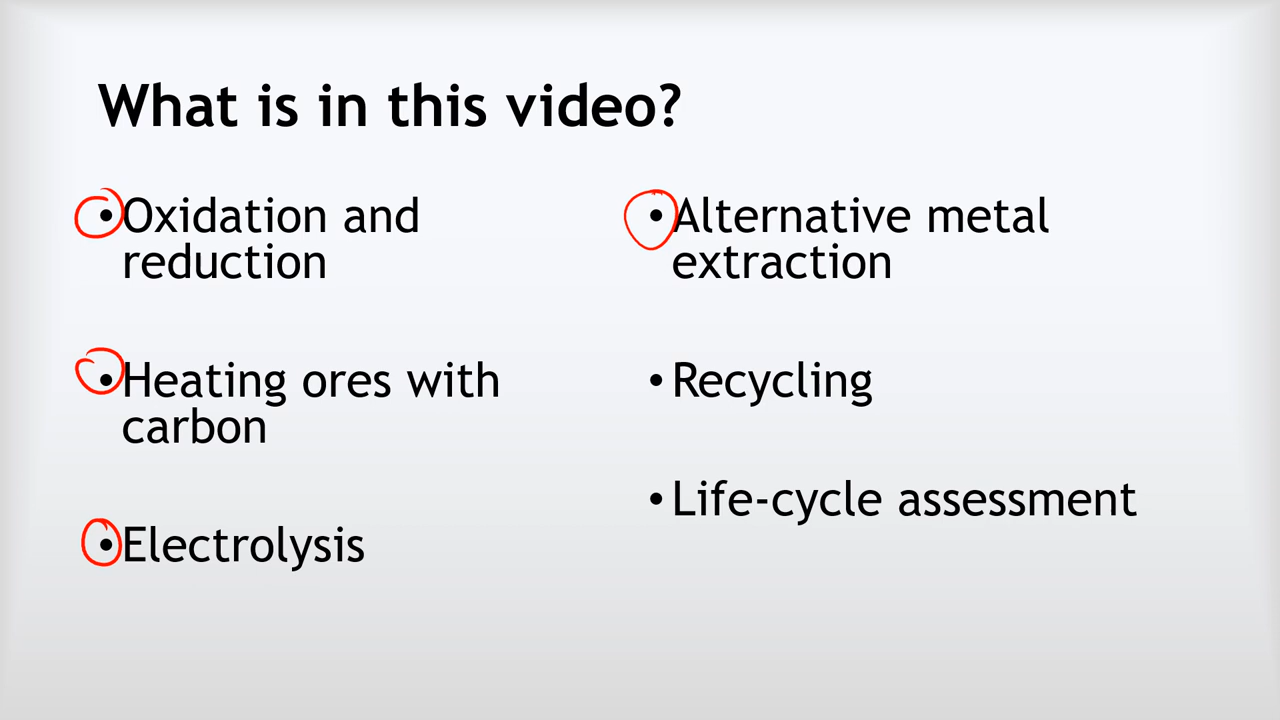 What is in this video?
• Oxidation and
reduction
• Heating ores with
carbon
• Electrolysis
• Alternative metal
extraction
• Recycling
• Life-cycle assessment